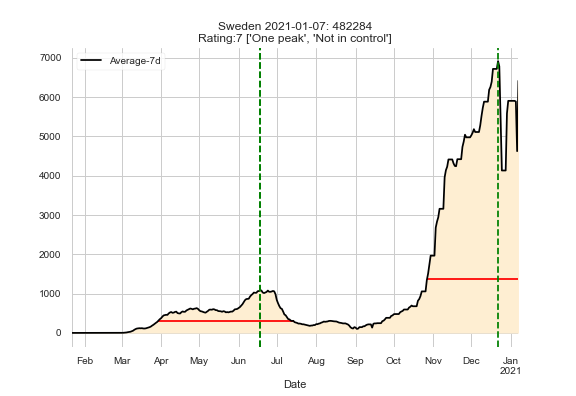 Sweden 2021-01-07: 482284
Rating:7 ['One peak', 'Not in control']
Average-7d
7000
6000
5000
4000
3000
2000
1000
0
Feb Mar Apr May Jun Jul Aug Sep Oct Nov Dec Jan
2021
Date